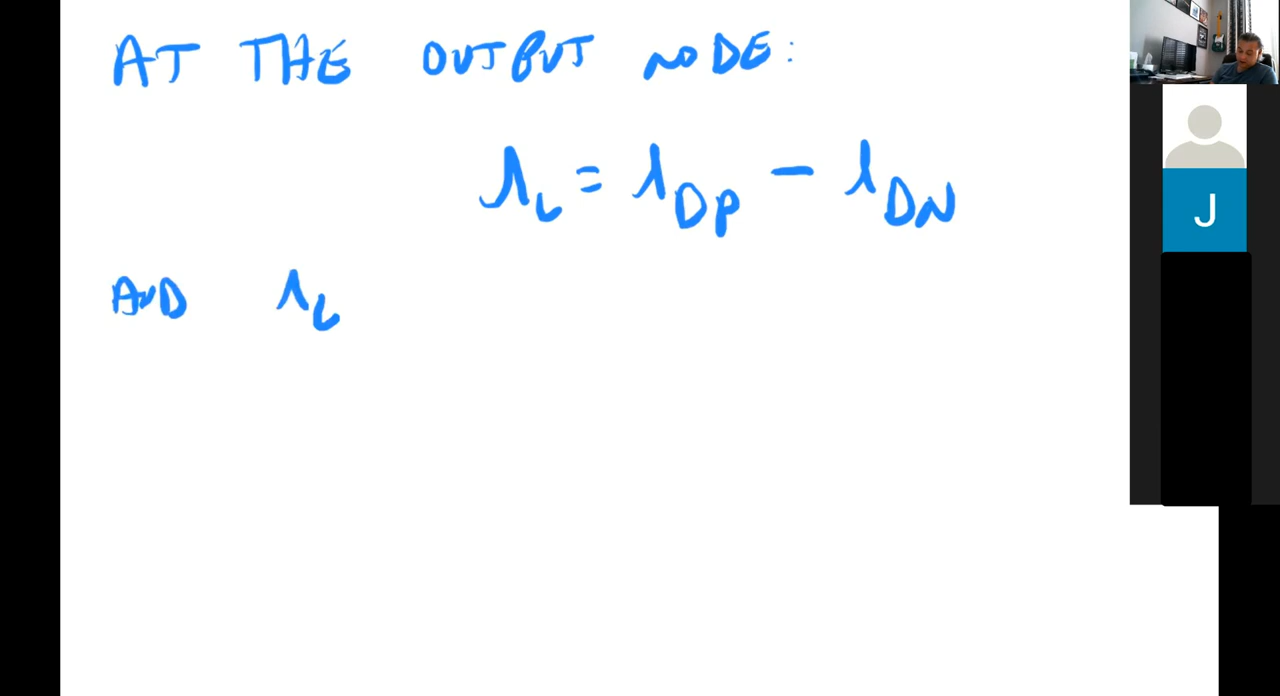 AT THE OUTPUT NODE:
i_L = i_DP - i_DN
AND i_L
J